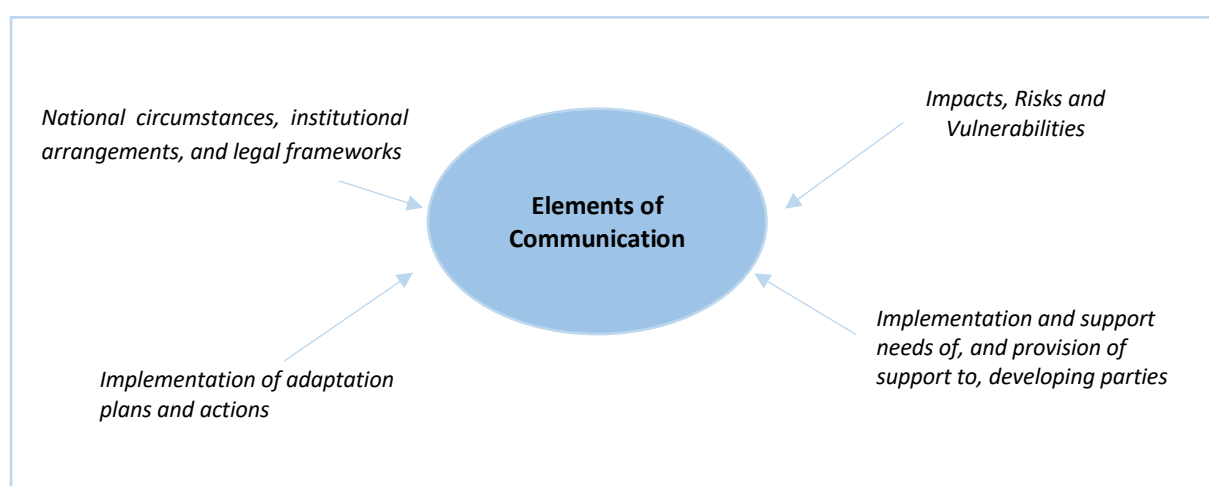 National circumstances, institutional
arrangements, and legal frameworks
Impacts, Risks and
Vulnerabilities
Elements of
Communication
Implementation of adaptation
plans and actions
Implementation and support
needs of, and provision of
support to, developing parties